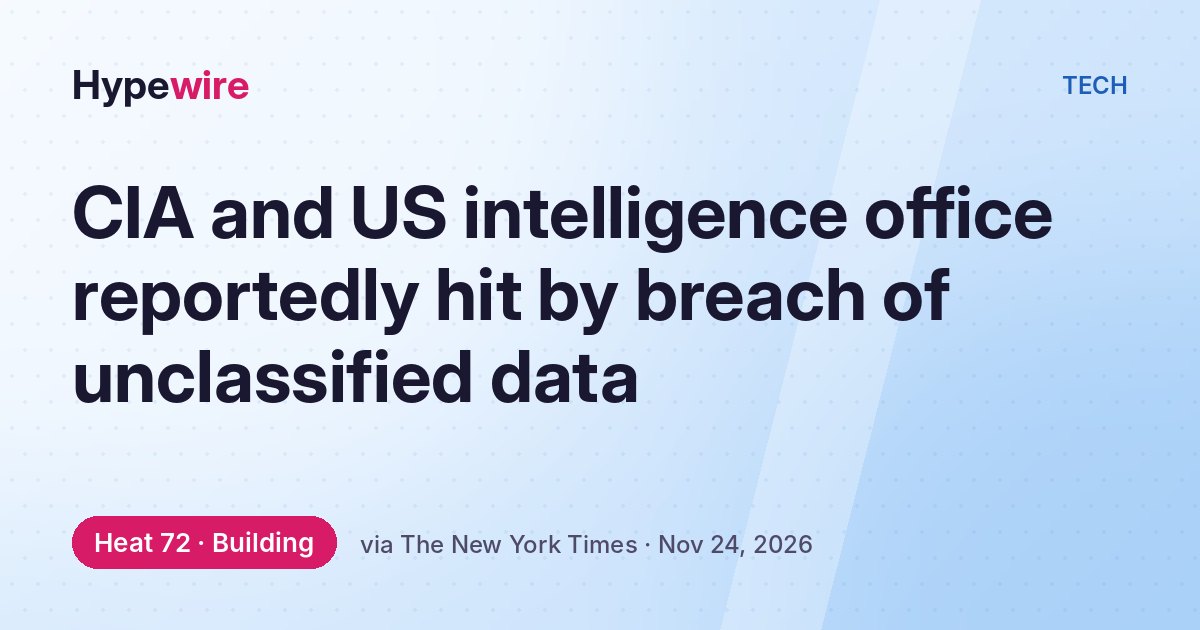 Hypewire
TECH
CIA and US intelligence office
reportedly hit by breach of
unclassified data
Heat 72 · Building
via The New York Times · Nov 24, 2026